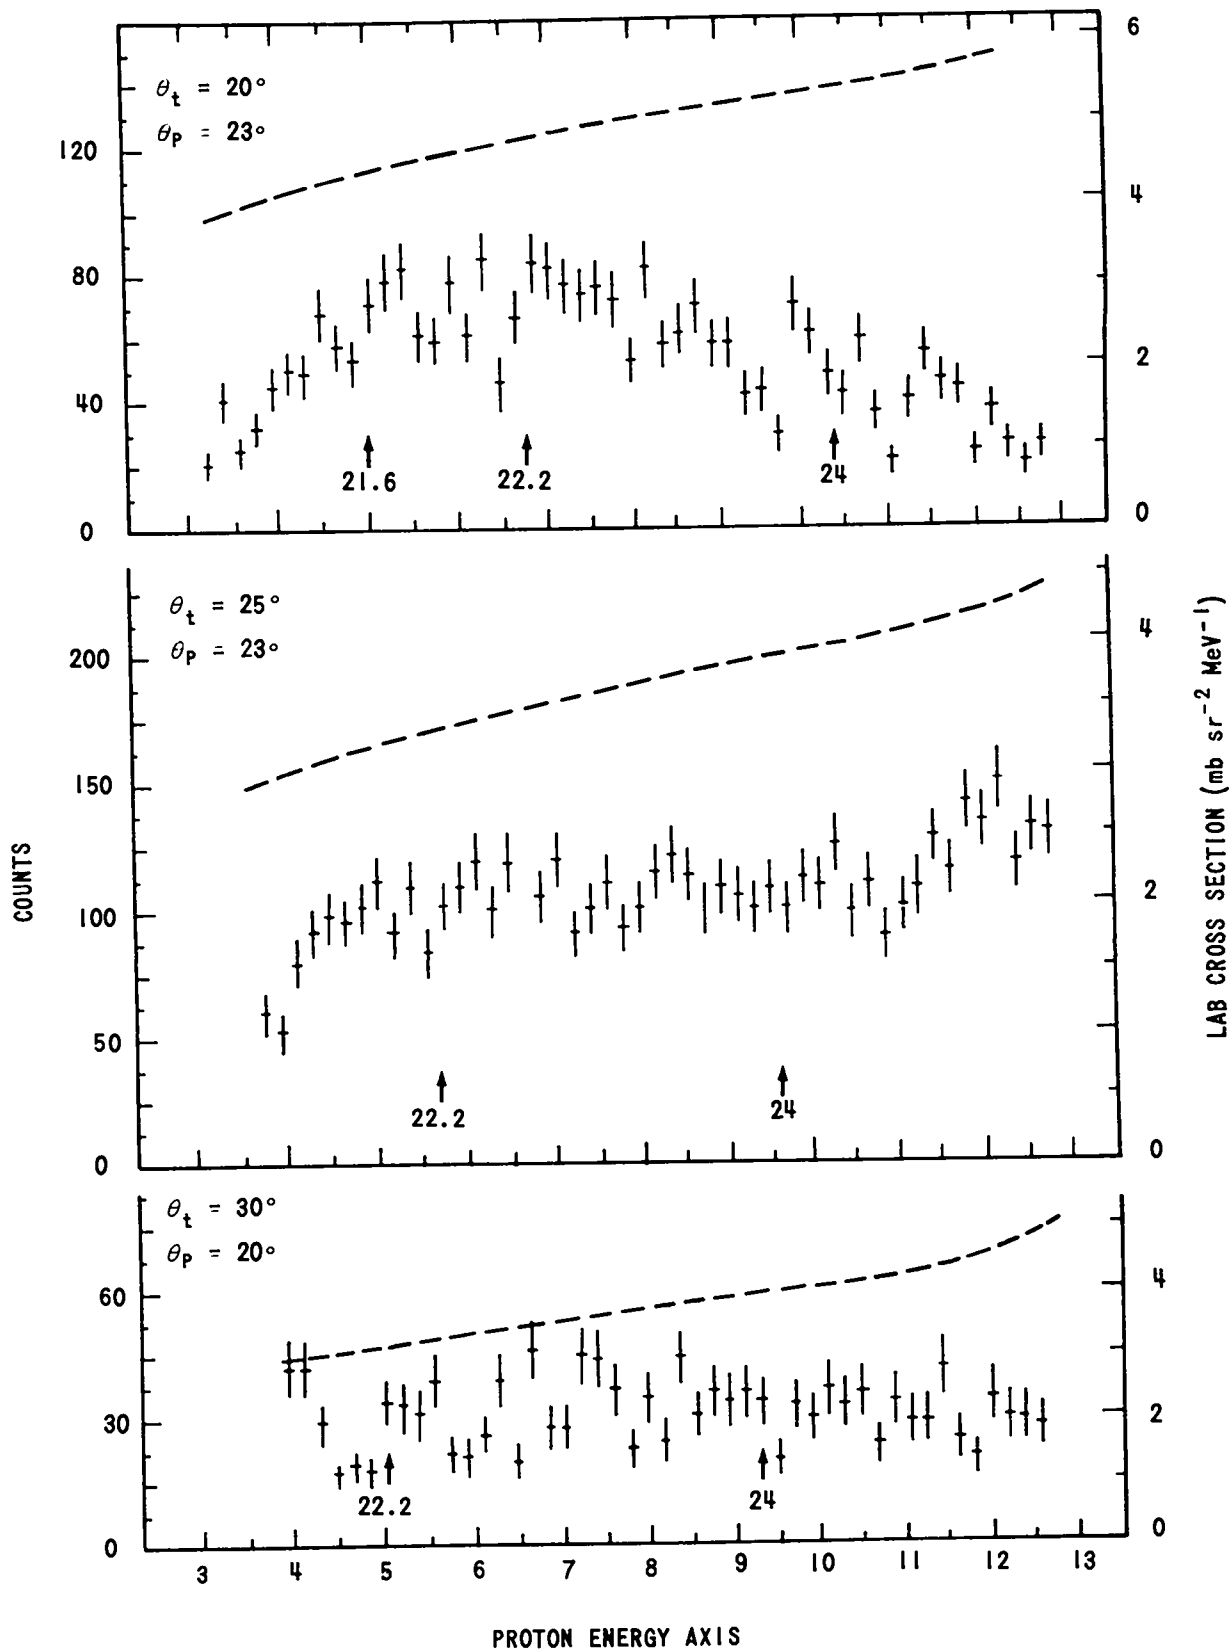 θt = 20°
θP = 23°
120
80
40
0
6
4
2
0
21.6
22.2
24
θt = 25°
θP = 23°
200
150
100
50
0
4
2
0
22.2
24
COUNTS
LAB CROSS SECTION (mb sr⁻² MeV⁻¹)
θt = 30°
θP = 20°
60
30
0
4
2
0
22.2
24
3 4 5 6 7 8 9 10 11 12 13
PROTON ENERGY AXIS